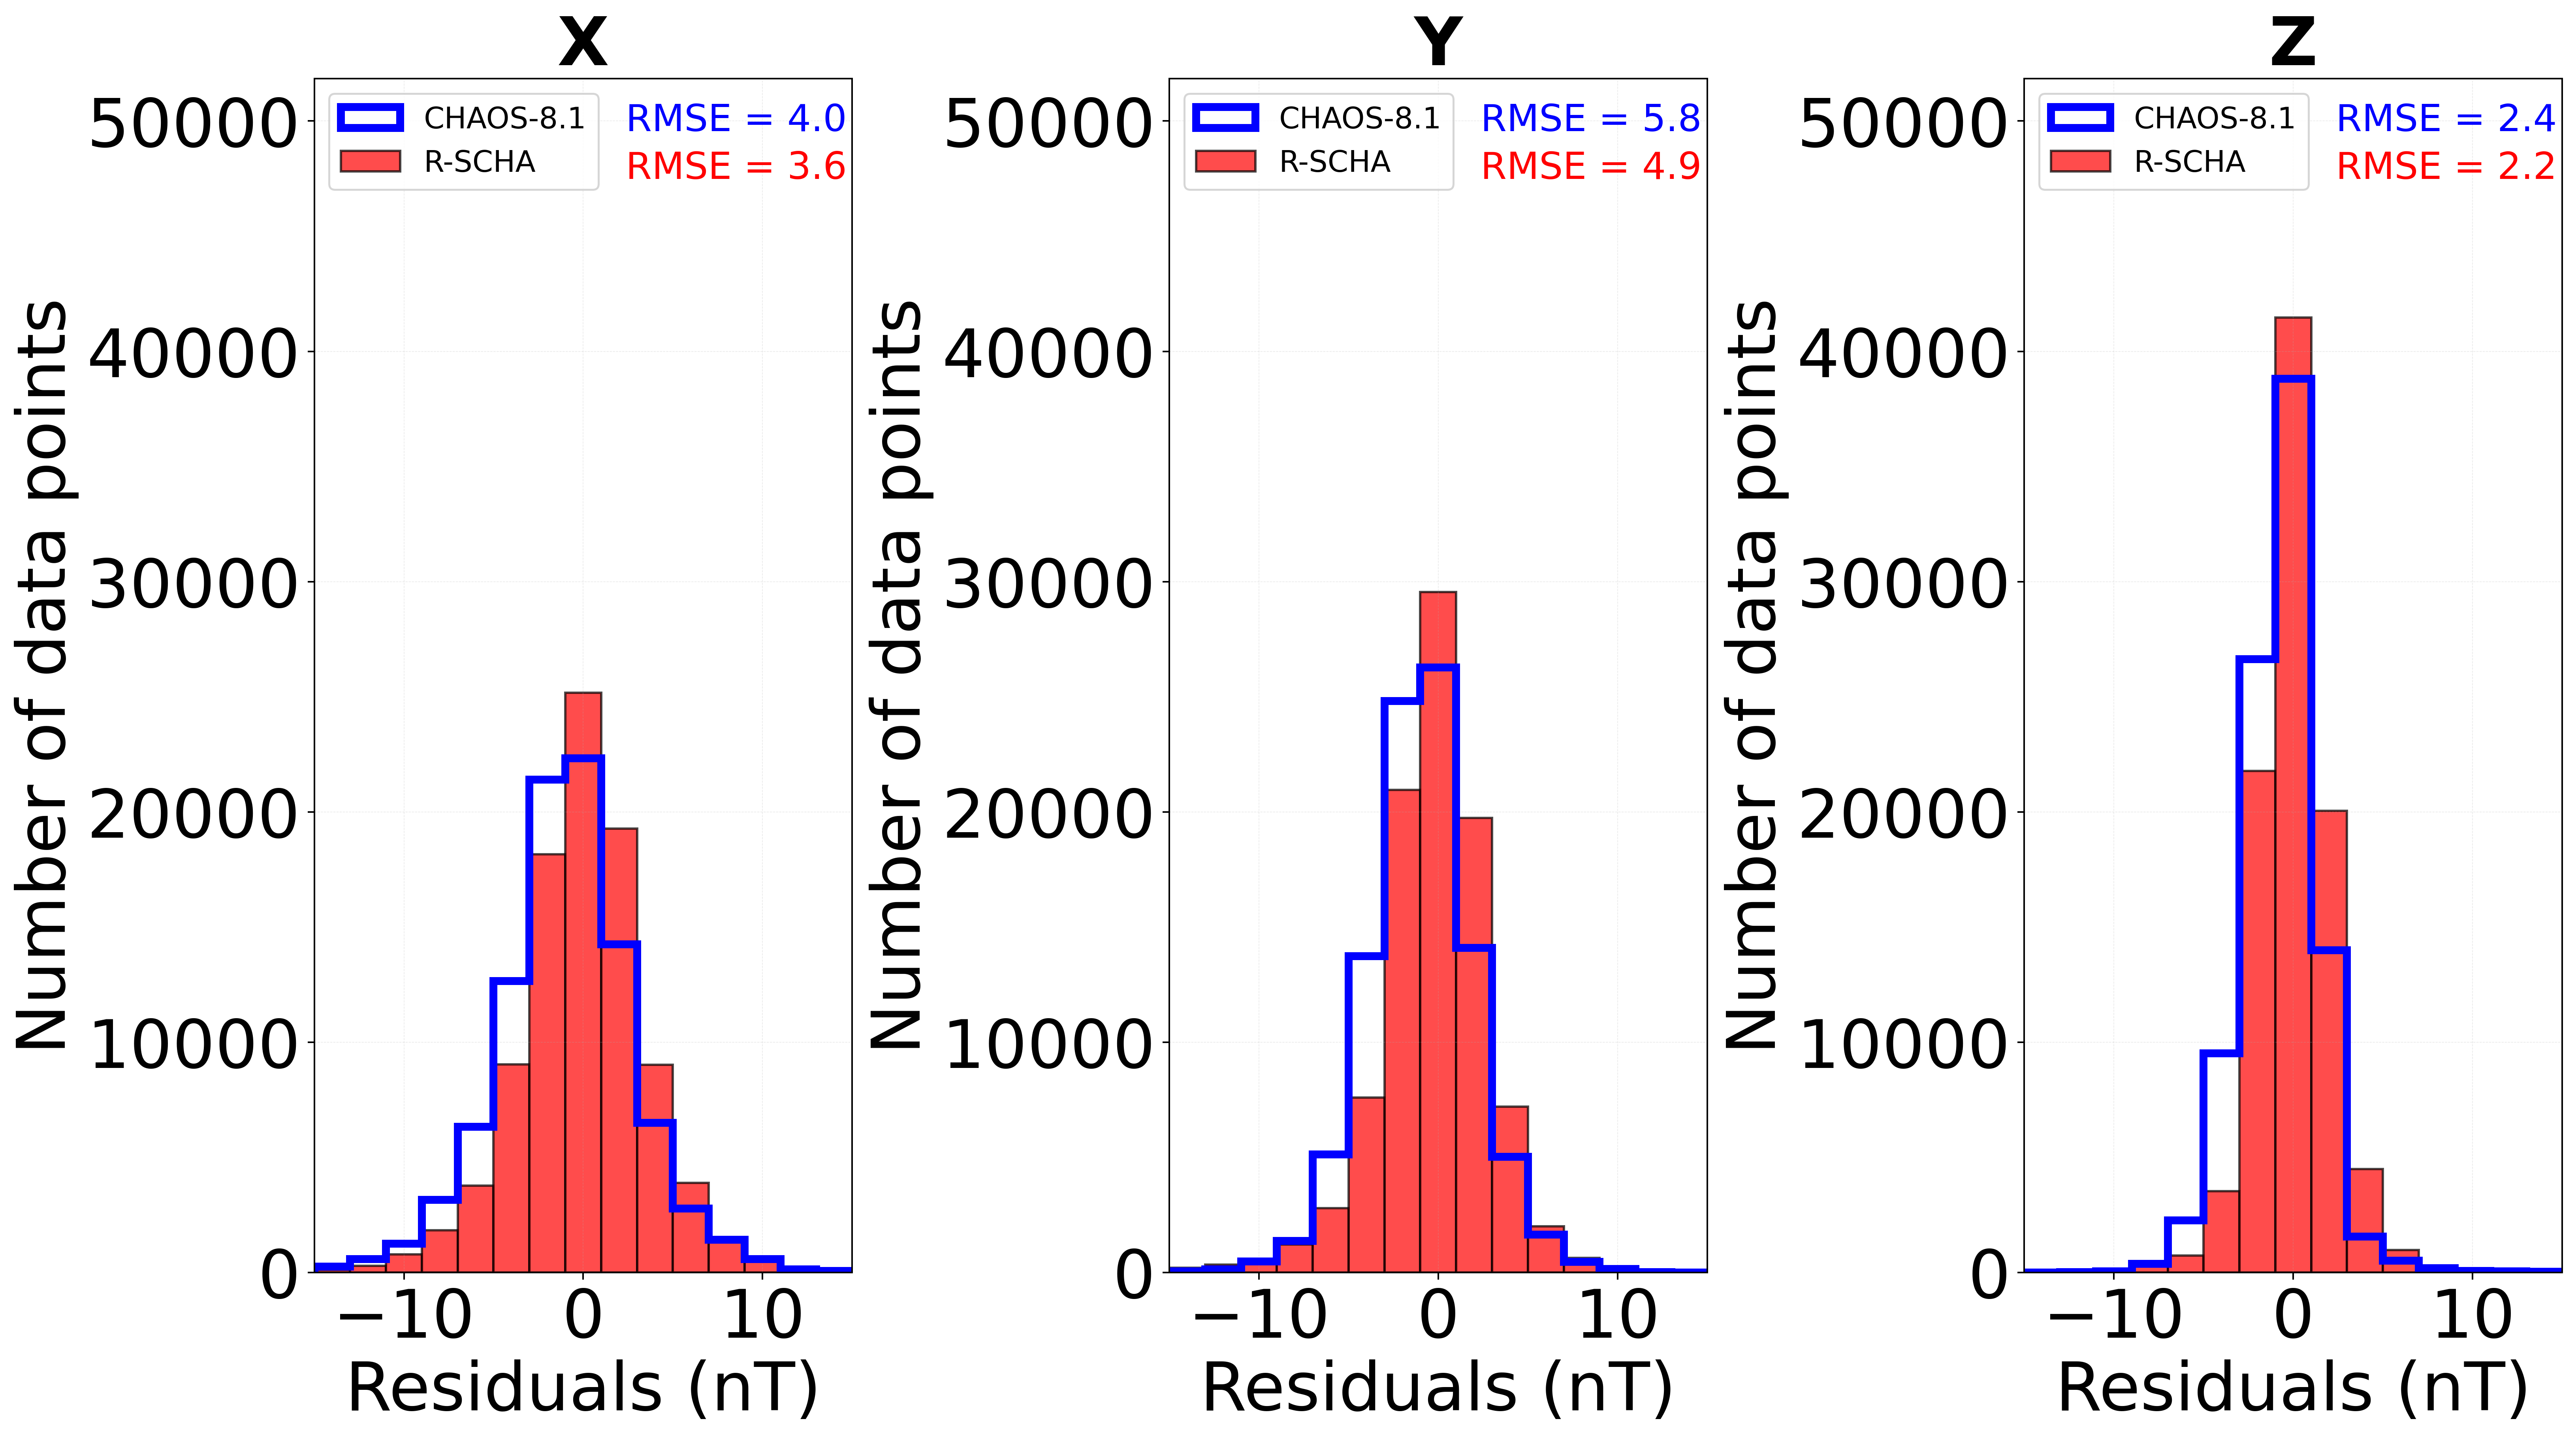 X
50000
40000
30000
20000
10000
0
Number of data points
CHAOS-8.1
R-SCHA
RMSE = 4.0
RMSE = 3.6
−10 0 10
Residuals (nT)
Y
50000
40000
30000
20000
10000
0
Number of data points
CHAOS-8.1
R-SCHA
RMSE = 5.8
RMSE = 4.9
−10 0 10
Residuals (nT)
Z
50000
40000
30000
20000
10000
0
Number of data points
CHAOS-8.1
R-SCHA
RMSE = 2.4
RMSE = 2.2
−10 0 10
Residuals (nT)